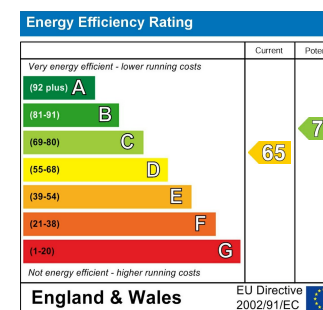 Energy Efficiency Rating
Current
Very energy efficient - lower running costs
(92 plus) A
(81-91) B
(69-80) C
(55-68) D
(39-54) E
(21-38) F
(1-20) G
65
7
Not energy efficient - higher running costs
England & Wales
EU Directive
2002/91/EC